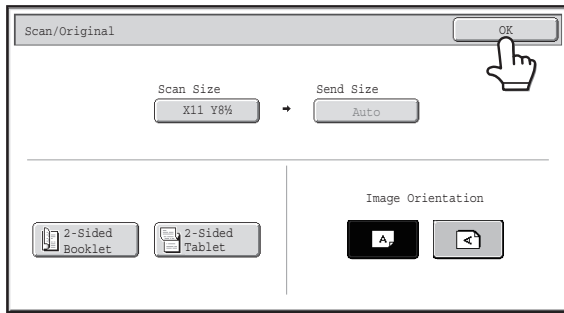 Scan/Original
OK
Scan Size
Send Size
X11 Y8½
Auto
2-Sided
Booklet
2-Sided
Tablet
Image Orientation
A
A